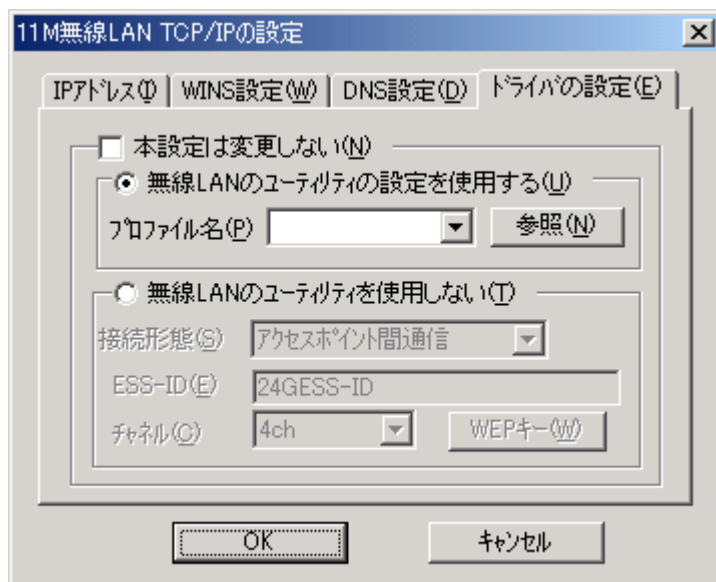 11M無線LAN TCP/IPの設定
IPアドレス(I) WINS設定(W) DNS設定(D) ドライバの設定(E)
本設定は変更しない(N)
無線LANのユーティリティの設定を使用する(U)
プロファイル名(P) 参照(N)
無線LANのユーティリティを使用しない(T)
接続形態(S) アクセスポイント間通信
ESS-ID(E) 24GESS-ID
チャネル(C) 4ch WEPキー(W)
OK キャンセル